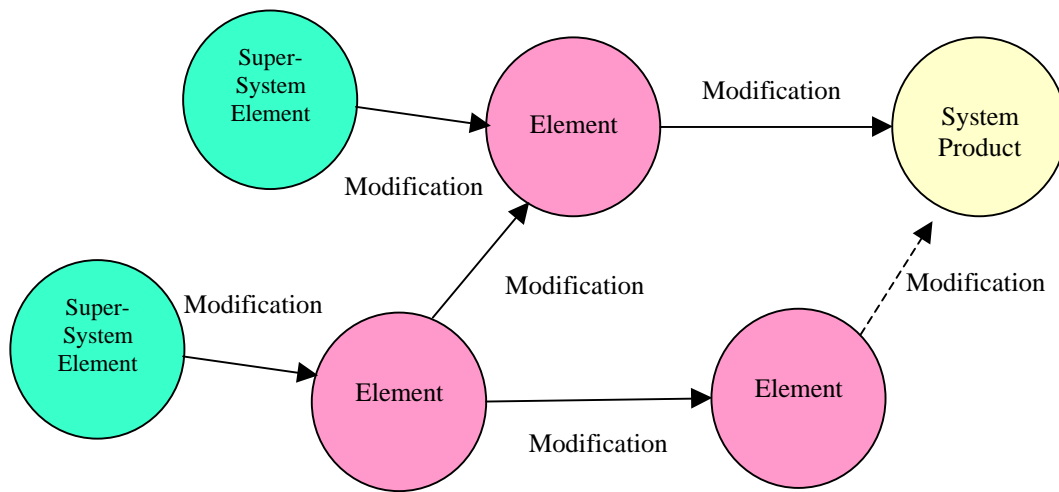 Super-
System
Element
Element
Modification
System
Product
Modification
Super-
System
Element
Modification
Modification
Modification
Element
Element
Modification